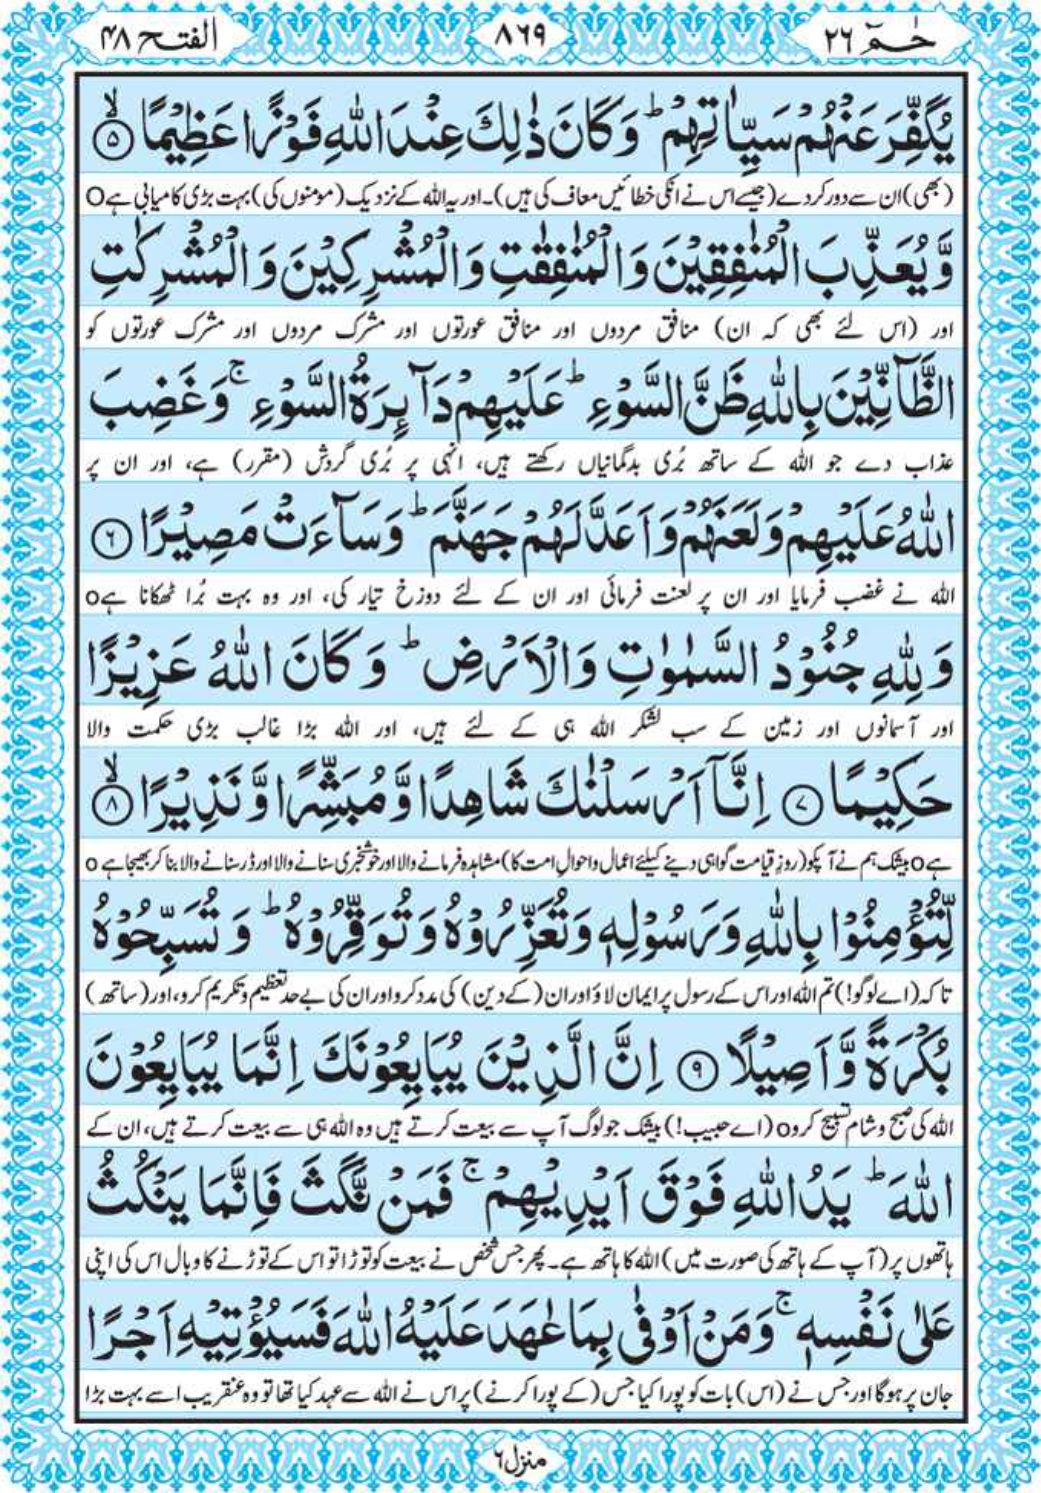 حٰمٓ ٢٦ ٨٦٩ الفتح ٤٨
يُكَفِّرَ عَنْهُمْ سَيِّاٰتِهِمْ ؕ وَ كَانَ ذٰلِكَ عِنْدَ اللّٰهِ فَوْزًا عَظِيْمًا ۙ﴿۵﴾
(بھی) ان سے دور کر دے (جیسے اس نے انکی خطائیں معاف کی ہیں)۔ اور یہ اللہ کے نزدیک (مومنوں کی) بہت بڑی کامیابی ہےo
وَّ يُعَذِّبَ الْمُنٰفِقِيْنَ وَ الْمُنٰفِقٰتِ وَ الْمُشْرِكِيْنَ وَ الْمُشْرِكٰتِ
اور (اس لئے بھی کہ ان) منافق مردوں اور منافق عورتوں اور مشرک مردوں اور مشرک عورتوں کو
الظَّآنِّيْنَ بِاللّٰهِ ظَنَّ السَّوْءِ ؕ عَلَيْهِمْ دَآئِرَةُ السَّوْءِ ۚ وَ غَضِبَ
عذاب دے جو اللہ کے ساتھ بُری بدگمانیاں رکھتے ہیں، انہی پر بُری گردش (مقرر) ہے، اور ان پر
اللّٰهُ عَلَيْهِمْ وَ لَعَنَهُمْ وَ اَعَدَّ لَهُمْ جَهَنَّمَ ؕ وَ سَآءَتْ مَصِيْرًا ﴿۶﴾
اللہ نے غضب فرمایا اور ان پر لعنت فرمائی اور ان کے لئے دوزخ تیار کی، اور وہ بہت بُرا ٹھکانا ہےo
وَ لِلّٰهِ جُنُوْدُ السَّمٰوٰتِ وَ الْاَرْضِ ؕ وَ كَانَ اللّٰهُ عَزِيْزًا
اور آسمانوں اور زمین کے سب لشکر اللہ ہی کے لئے ہیں، اور اللہ بڑا غالب بڑی حکمت والا
حَكِيْمًا ﴿۷﴾ اِنَّاۤ اَرْسَلْنٰكَ شَاهِدًا وَّ مُبَشِّرًا وَّ نَذِيْرًا ۙ﴿۸﴾
ہےo بیشک ہم نے آپکو (روزِ قیامت گواہی دینے کیلئے اعمال و احوالِ امت کا) مشاہدہ فرمانے والا اور خوشخبری سنانے والا اور ڈر سنانے والا بنا کر بھیجا ہے o
لِّتُؤْمِنُوْا بِاللّٰهِ وَ رَسُوْلِهٖ وَ تُعَزِّرُوْهُ وَ تُوَقِّرُوْهُ ؕ وَ تُسَبِّحُوْهُ
تاکہ (اے لوگو!) تم اللہ اور اس کے رسول پر ایمان لاؤ اور ان (کے دین) کی مدد کرو اور ان کی بے حد تعظیم و تکریم کرو، اور (ساتھ)
بُكْرَةً وَّ اَصِيْلًا ﴿۹﴾ اِنَّ الَّذِيْنَ يُبَايِعُوْنَكَ اِنَّمَا يُبَايِعُوْنَ
اللہ کی صبح و شام تسبیح کروo (اے حبیب!) بیشک جو لوگ آپ سے بیعت کرتے ہیں وہ اللہ ہی سے بیعت کرتے ہیں، ان کے
اللّٰهَ ؕ يَدُ اللّٰهِ فَوْقَ اَيْدِيْهِمْ ۚ فَمَنْ نَّكَثَ فَاِنَّمَا يَنْكُثُ
ہاتھوں پر (آپ کے ہاتھ کی صورت میں) اللہ کا ہاتھ ہے۔ پھر جس شخص نے بیعت کو توڑا تو اس کے توڑنے کا وبال اس کی اپنی
عَلٰى نَفْسِهٖ ۚ وَ مَنْ اَوْفٰى بِمَا عٰهَدَ عَلَيْهُ اللّٰهَ فَسَيُؤْتِيْهِ اَجْرًا
جان پر ہوگا اور جس نے (اس) بات کو پورا کیا جس (کے پورا کرنے) پر اس نے اللہ سے عہد کیا تھا تو وہ عنقریب اسے بہت بڑا
منزل ٦